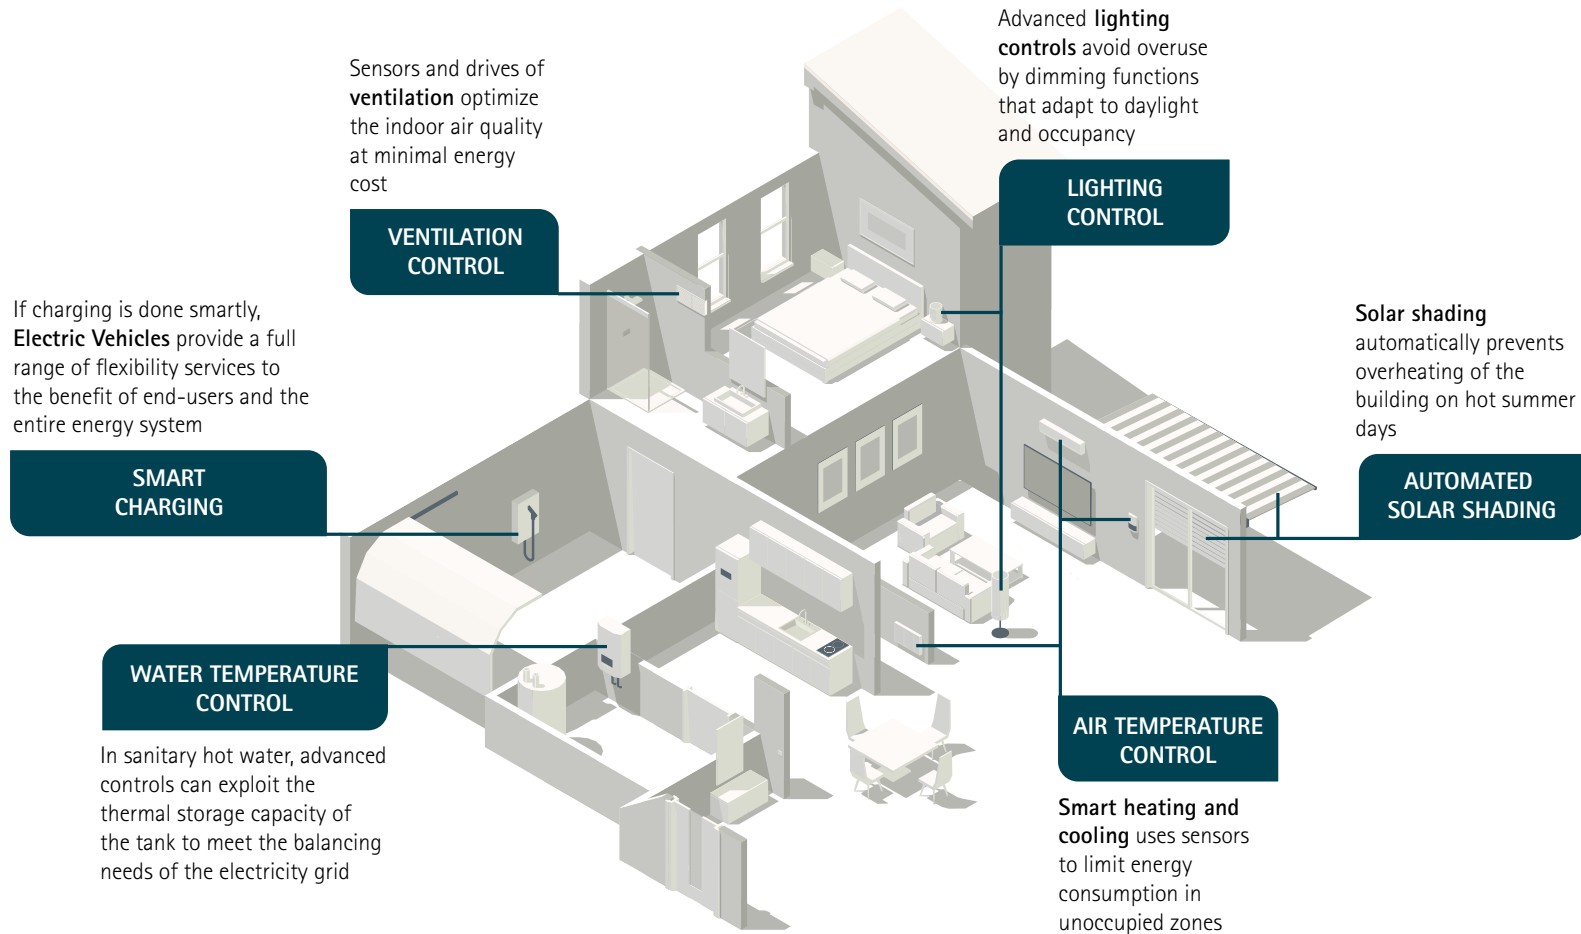 Advanced lighting
controls avoid overuse
by dimming functions
that adapt to daylight
and occupancy
LIGHTING
CONTROL
Sensors and drives of
ventilation optimize
the indoor air quality
at minimal energy
cost
VENTILATION
CONTROL
If charging is done smartly,
Electric Vehicles provide a full
range of flexibility services to
the benefit of end-users and the
entire energy system
SMART
CHARGING
Solar shading
automatically prevents
overheating of the
building on hot summer
days
AUTOMATED
SOLAR SHADING
WATER TEMPERATURE
CONTROL
In sanitary hot water, advanced
controls can exploit the
thermal storage capacity of
the tank to meet the balancing
needs of the electricity grid
AIR TEMPERATURE
CONTROL
Smart heating and
cooling uses sensors
to limit energy
consumption in
unoccupied zones